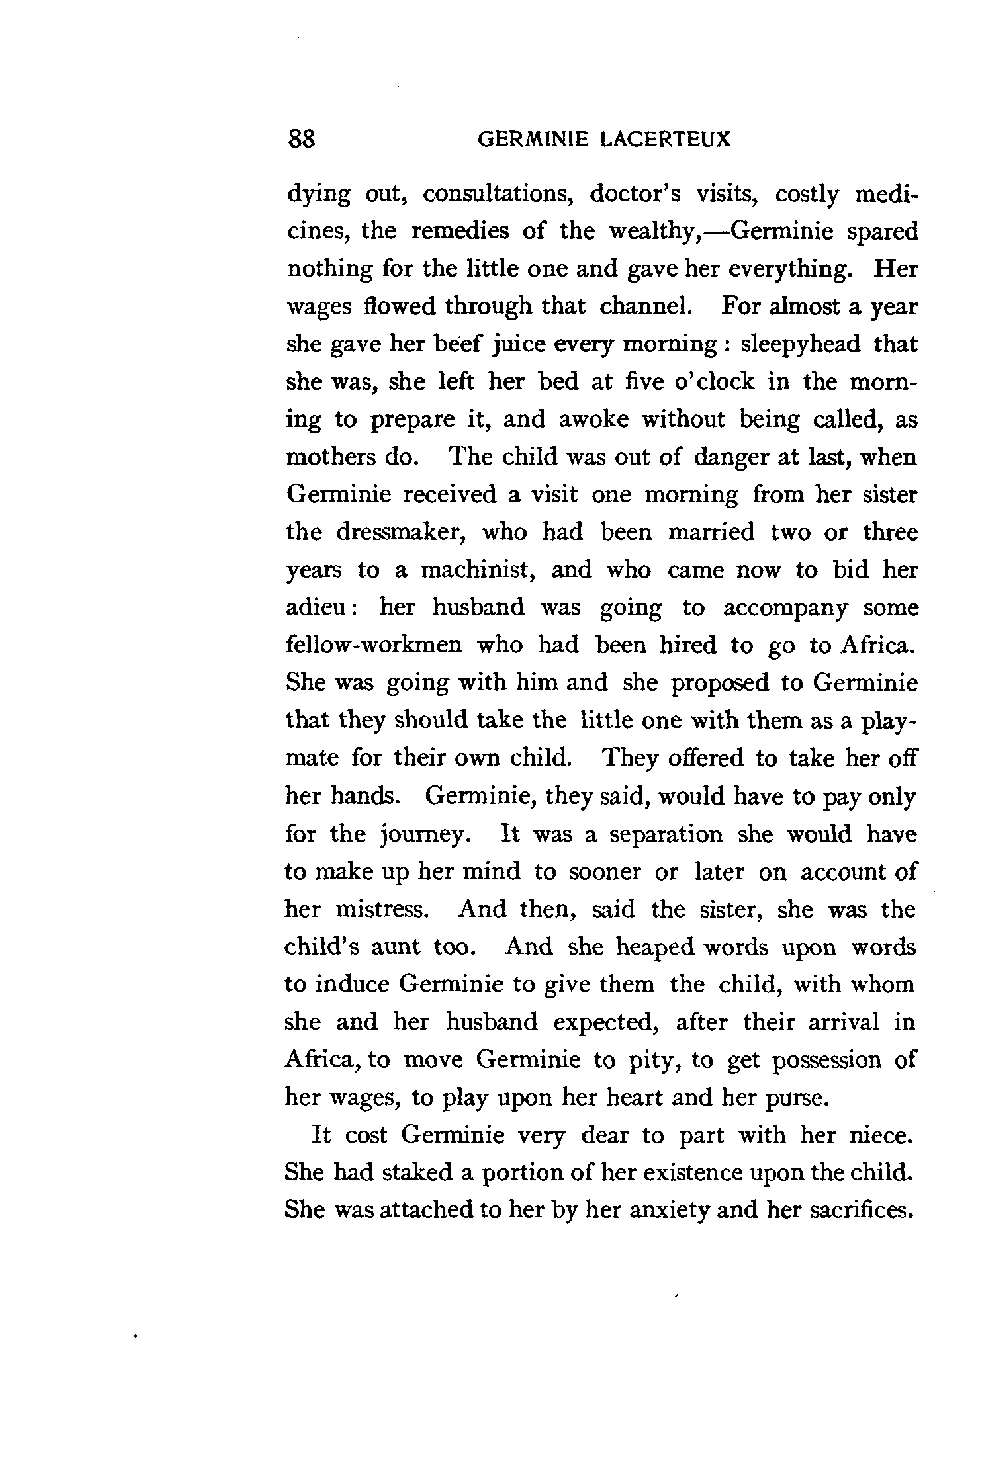 88 GERMINIE LACERTEUX
dying out, consultations, doctor's visits, costly medi-
cines, the remedies of the wealthy,—Germinie spared
nothing for the little one and gave her everything. Her
wages flowed through that channel. For almost a year
she gave her beef juice every morning : sleepyhead that
she was, she left her bed at five o'clock in the morn-
ing to prepare it, and awoke without being called, as
mothers do. The child was out of danger at last, when
Germinie received a visit one morning from her sister
the dressmaker, who had been married two or three
years to a machinist, and who came now to bid her
adieu : her husband was going to accompany some
fellow-workmen who had been hired to go to Africa.
She was going with him and she proposed to Germinie
that they should take the little one with them as a play-
mate for their own child. They offered to take her off
her hands. Germinie, they said, would have to pay only
for the journey. It was a separation she would have
to make up her mind to sooner or later on account of
her mistress. And then, said the sister, she was the
child's aunt too. And she heaped words upon words
to induce Germinie to give them the child, with whom
she and her husband expected, after their arrival in
Africa, to move Germinie to pity, to get possession of
her wages, to play upon her heart and her purse.
It cost Germinie very dear to part with her niece.
She had staked a portion of her existence upon the child.
She was attached to her by her anxiety and her sacrifices.